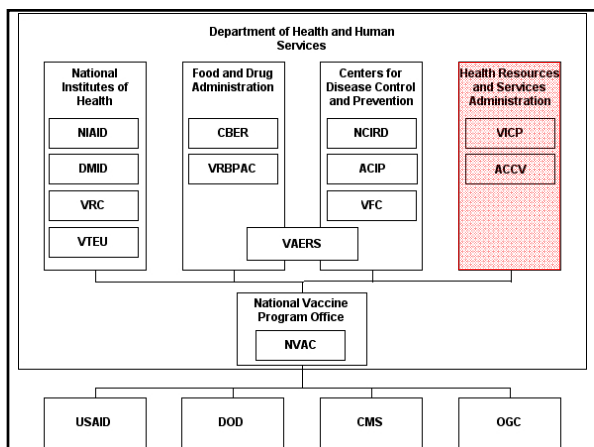 Department of Health and Human
Services
National
Institutes of
Health
NIAID
DMID
VRC
VTEU
Food and Drug
Administration
CBER
VRBPAC
Centers for
Disease Control
and Prevention
NCIRD
ACIP
VFC
VAERS
Health Resources
and Services
Administration
VICP
ACCV
National Vaccine
Program Office
NVAC
USAID
DOD
CMS
OGC